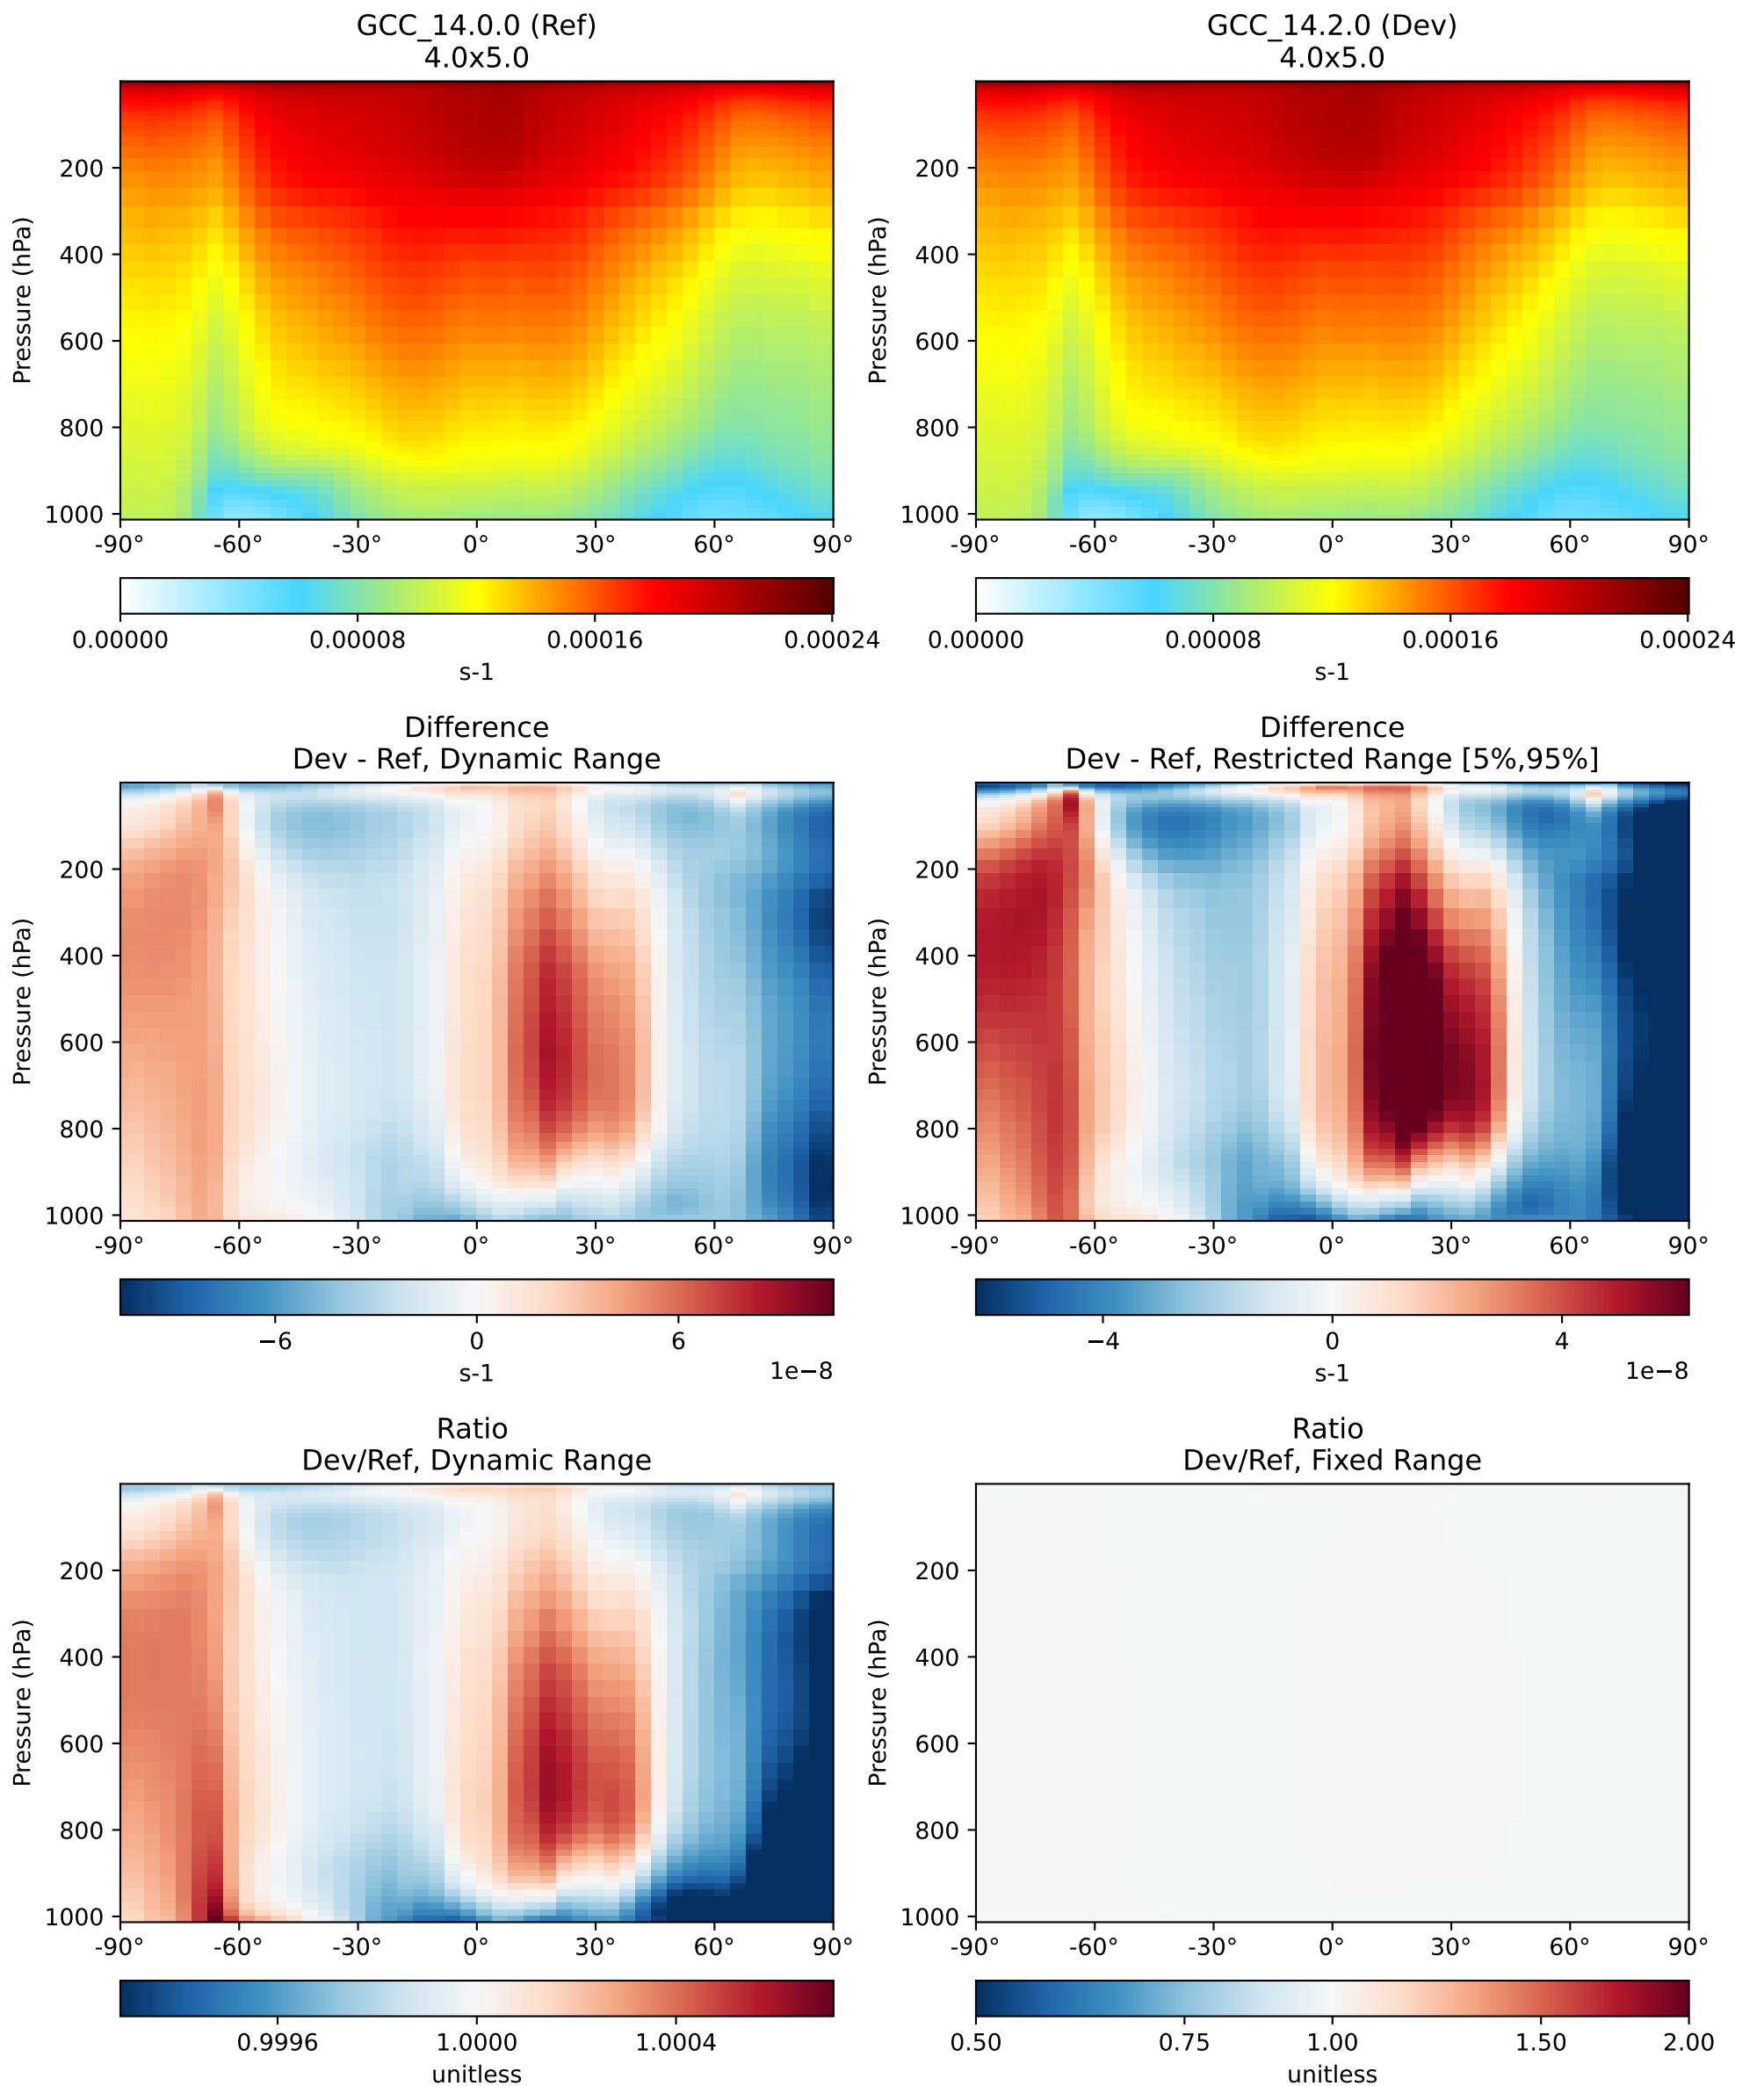 GCC_14.0.0 (Ref)
4.0x5.0
Pressure (hPa)
200
400
600
800
1000
-90° -60° -30° 0° 30° 60° 90°
0.00000 0.00008 0.00016 0.00024
s-1
GCC_14.2.0 (Dev)
4.0x5.0
Pressure (hPa)
200
400
600
800
1000
-90° -60° -30° 0° 30° 60° 90°
0.00000 0.00008 0.00016 0.00024
s-1
Difference
Dev - Ref, Dynamic Range
Pressure (hPa)
200
400
600
800
1000
-90° -60° -30° 0° 30° 60° 90°
−6 0 6
1e−8
s-1
Difference
Dev - Ref, Restricted Range [5%,95%]
Pressure (hPa)
200
400
600
800
1000
-90° -60° -30° 0° 30° 60° 90°
−4 0 4
1e−8
s-1
Ratio
Dev/Ref, Dynamic Range
Pressure (hPa)
200
400
600
800
1000
-90° -60° -30° 0° 30° 60° 90°
0.9996 1.0000 1.0004
unitless
Ratio
Dev/Ref, Fixed Range
Pressure (hPa)
200
400
600
800
1000
-90° -60° -30° 0° 30° 60° 90°
0.50 0.75 1.00 1.50 2.00
unitless